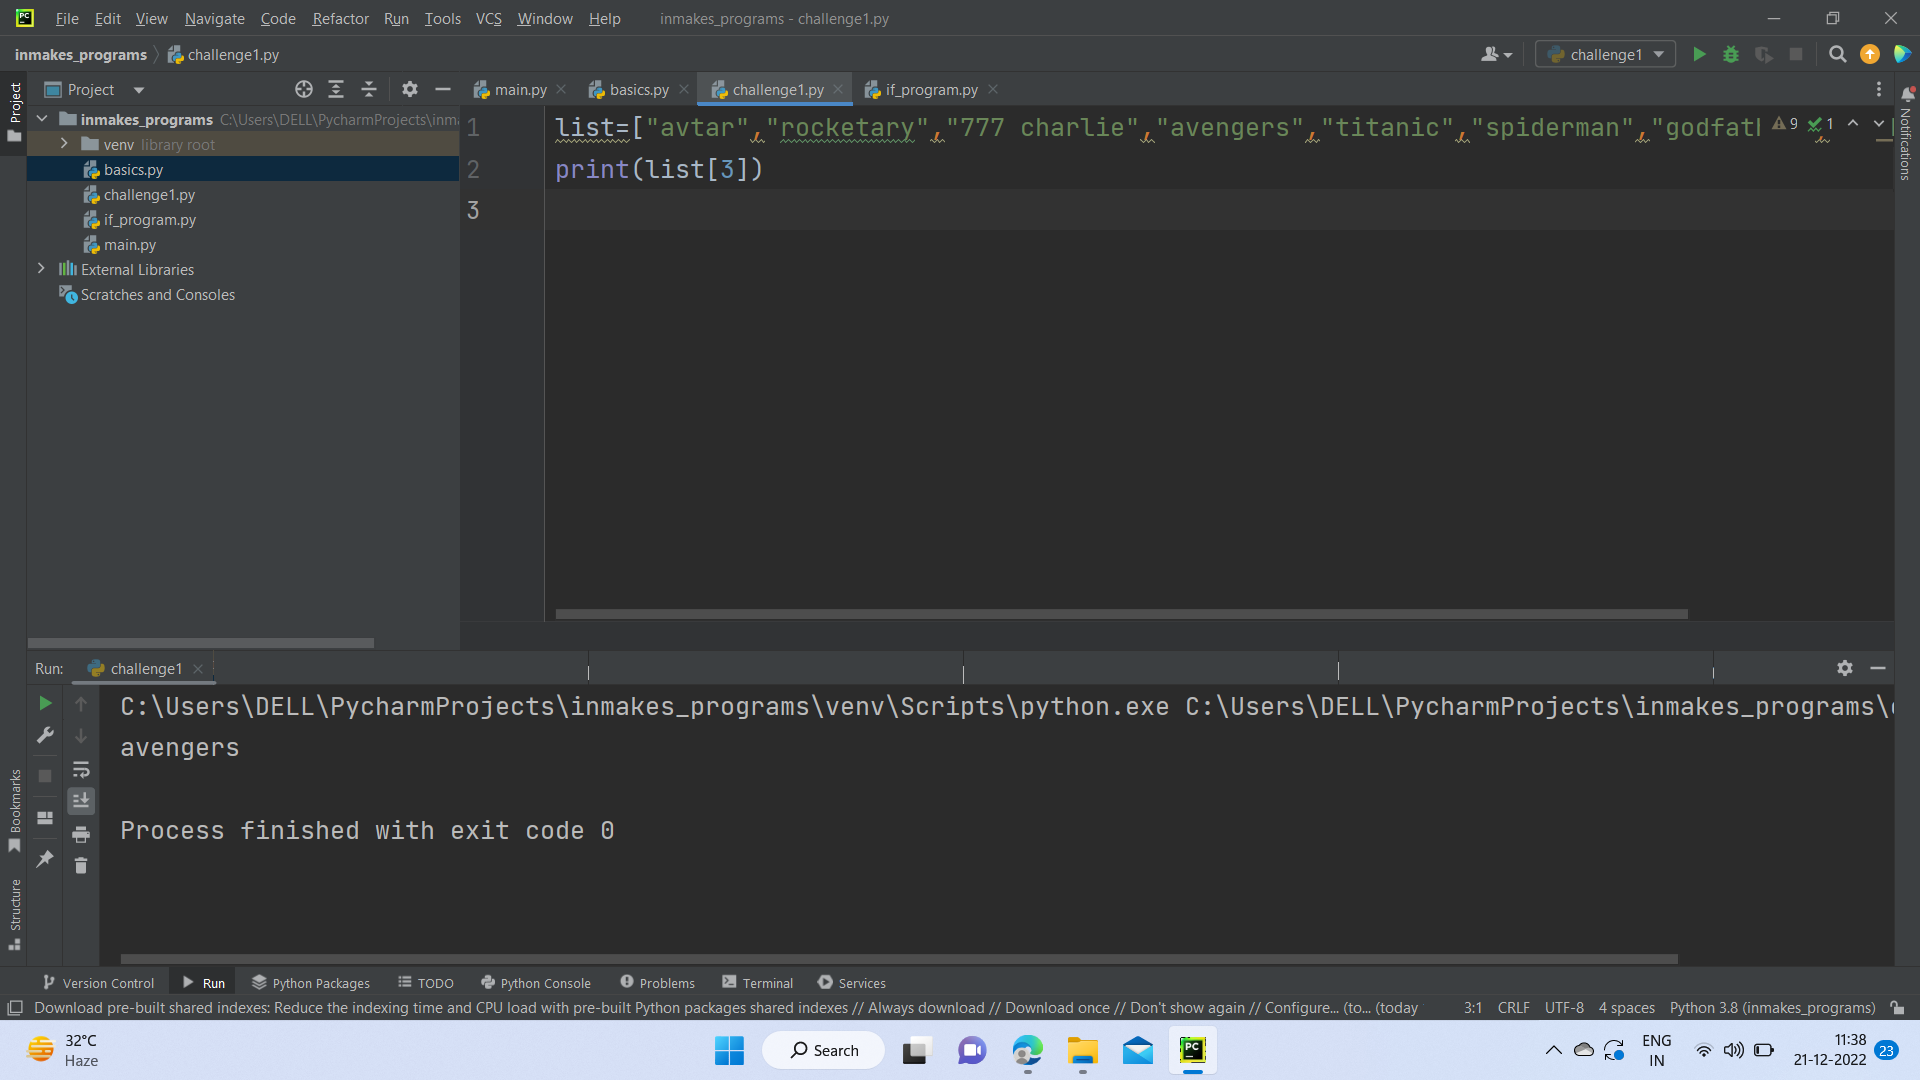 PC File Edit View Navigate Code Refactor Run Tools VCS Window Help inmakes_programs - challenge1.py
inmakes_programs challenge1.py challenge1
Project Project main.py basics.py challenge1.py if_program.py
inmakes_programs C:\Users\DELL\PycharmProjects\inma
venv library root
basics.py
challenge1.py
if_program.py
main.py
External Libraries
Scratches and Consoles
1 list=["avtar","rocketary","777 charlie","avengers","titanic","spiderman","godfath 9 1
2 print(list[3])
3
Notifications
Run: challenge1
C:\Users\DELL\PycharmProjects\inmakes_programs\venv\Scripts\python.exe C:\Users\DELL\PycharmProjects\inmakes_programs\
avengers
Process finished with exit code 0
Bookmarks
Structure
Version Control Run Python Packages TODO Python Console Problems Terminal Services
Download pre-built shared indexes: Reduce the indexing time and CPU load with pre-built Python packages shared indexes // Always download // Download once // Don't show again // Configure... (to... (today 3:1 CRLF UTF-8 4 spaces Python 3.8 (inmakes_programs)
32°C
Haze
Search
PC
ENG
IN
11:38
21-12-2022
23